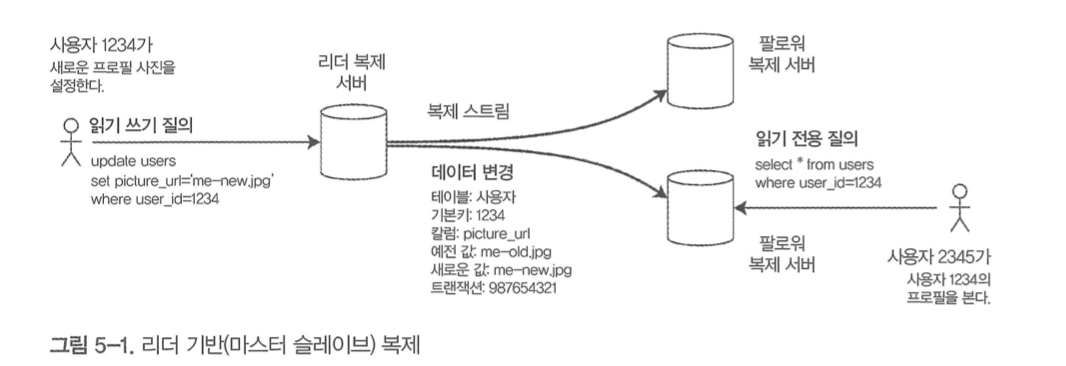 사용자 1234가
새로운 프로필 사진을
설정한다.
읽기 쓰기 질의
update users
set picture_url='me-new.jpg'
where user_id=1234
리더 복제
서버
복제 스트림
데이터 변경
테이블: 사용자
기본키: 1234
칼럼: picture_url
예전 값: me-old.jpg
새로운 값: me-new.jpg
트랜잭션: 987654321
팔로워
복제 서버
읽기 전용 질의
select * from users
where user_id=1234
팔로워
복제 서버
사용자 2345가
사용자 1234의
프로필을 본다.
그림 5-1. 리더 기반(마스터 슬레이브) 복제